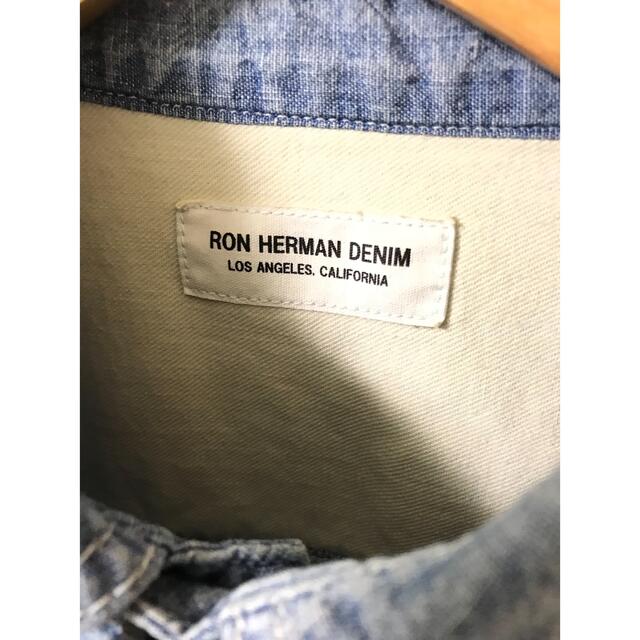 RON HERMAN DENIM
LOS ANGELES. CALIFORNIA